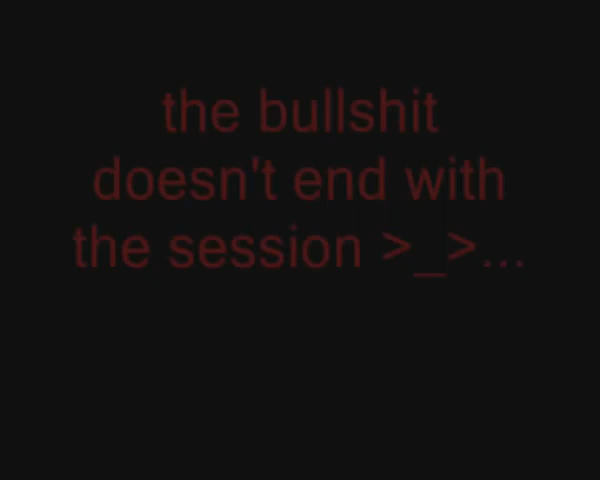 the bullshit
doesn't end with
the session >_>...